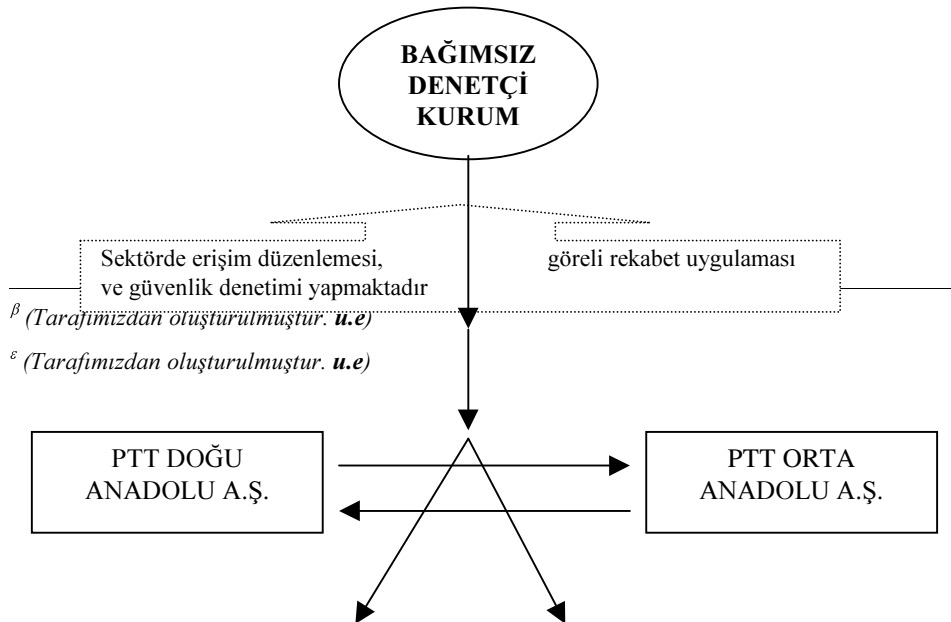 BAĞIMSIZ
DENETÇİ
KURUM
Sektörde erişim düzenlemesi,
ve güvenlik denetimi yapmaktadır
göreli rekabet uygulaması
β (Tarafımızdan oluşturulmuştur. u.e)
ε (Tarafımızdan oluşturulmuştur. u.e)
PTT DOĞU
ANADOLU A.Ş.
PTT ORTA
ANADOLU A.Ş.